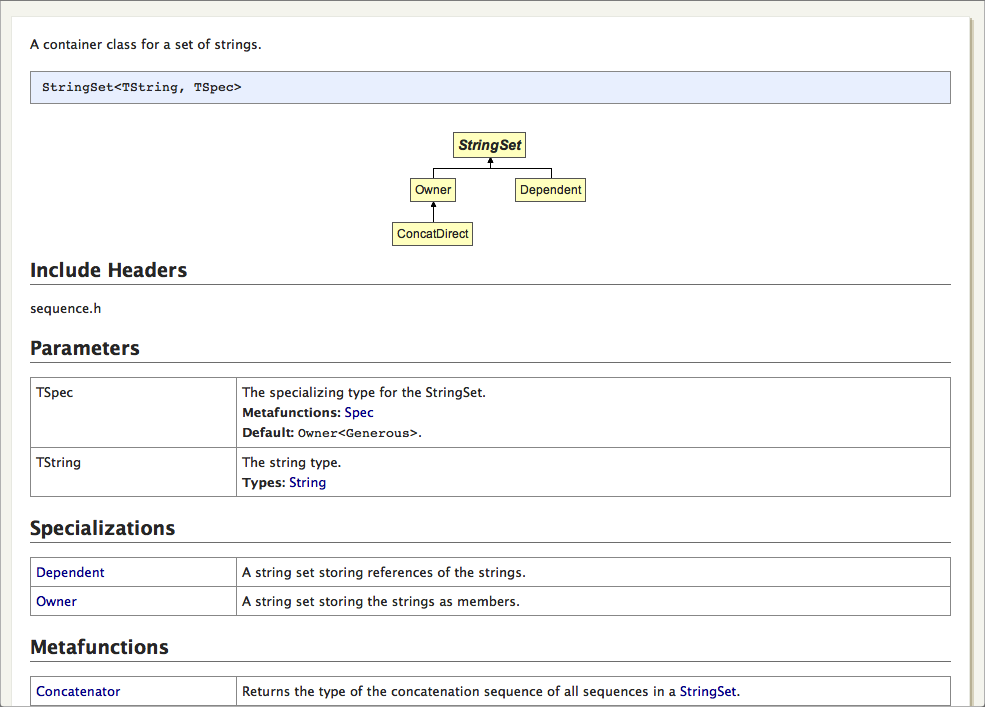 A container class for a set of strings.
StringSet<TString, TSpec>
StringSet
Owner Dependent
ConcatDirect
Include Headers
sequence.h
Parameters
TSpec The specializing type for the StringSet.
Metafunctions: Spec
Default: Owner<Generous>.
TString The string type.
Types: String
Specializations
Dependent A string set storing references of the strings.
Owner A string set storing the strings as members.
Metafunctions
Concatenator Returns the type of the concatenation sequence of all sequences in a StringSet.